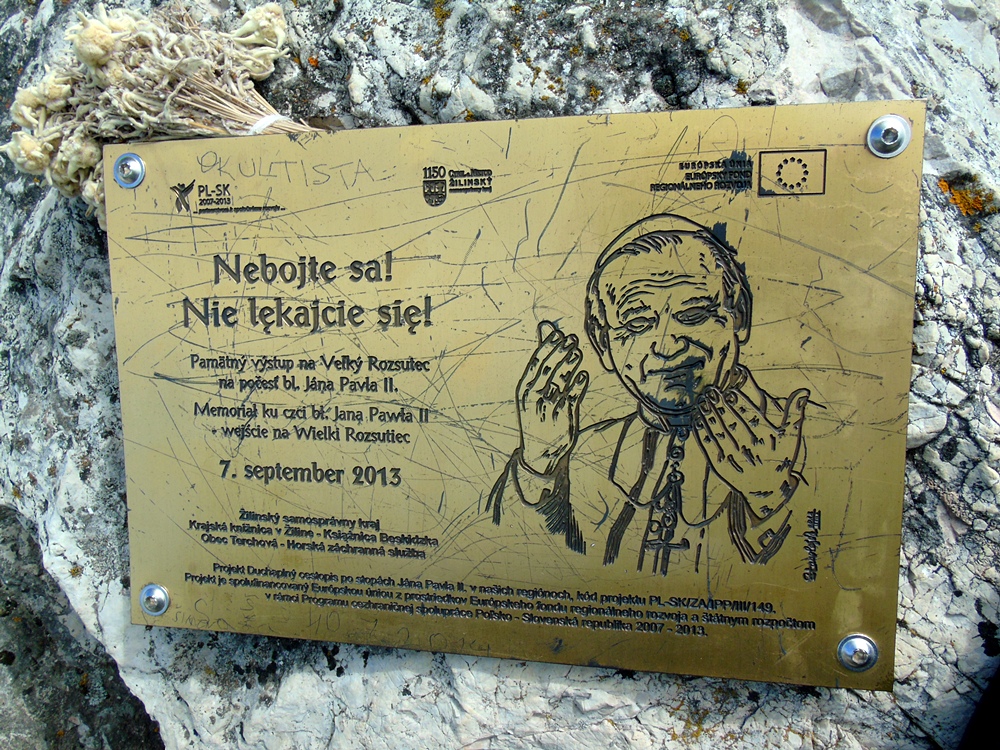 OKULTISTA
PL-SK
2007-2013
1150
ŽILINSKÝ
EURÓPSKA ÚNIA
EURÓPSKY FOND
REGIONÁLNEHO ROZVOJA
Nebojte sa!
Nie lękajcie się!
Pamätný výstup na Veľký Rozsutec
na počesť bl. Jána Pavla II.
Memoriał ku czci bł. Jana Pawła II
- wejście na Wielki Rozsutiec
7. september 2013
Žilinský samosprávny kraj
Krajská knižnica v Žiline - Książnica Beskidzka
Obec Terchová - Horská záchranná služba
Projekt Duchaplný cestopis po stopách Jána Pavla II. v našich regiónoch, kód projektu PL-SK/ZA/IPP/III/149.
Projekt je spolufinancovaný Európskou úniou z prostriedkov Európskeho fondu regionálneho rozvoja a štátnym rozpočtom
v rámci Programu cezhraničnej spolupráce Poľsko - Slovenská republika 2007 - 2013.